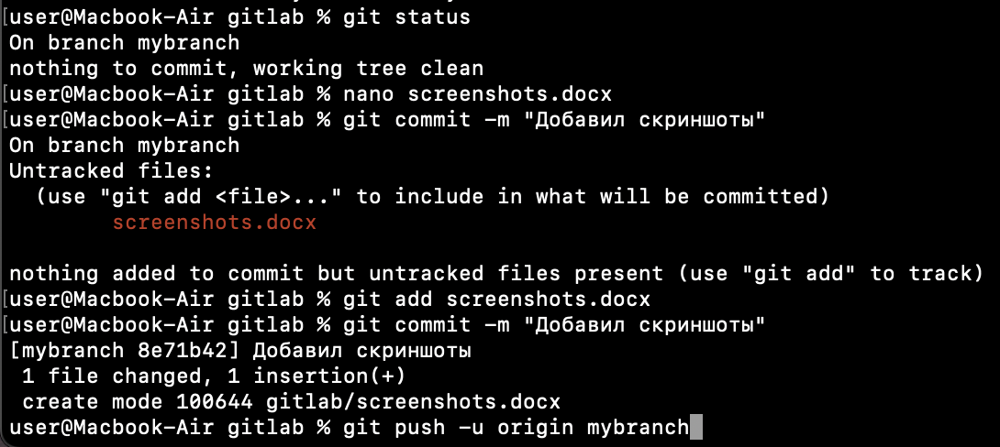 [user@Macbook-Air gitlab % git status
On branch mybranch
nothing to commit, working tree clean
[user@Macbook-Air gitlab % nano screenshots.docx
[user@Macbook-Air gitlab % git commit -m "Добавил скриншоты"
On branch mybranch
Untracked files:
(use "git add <file>..." to include in what will be committed)
screenshots.docx
nothing added to commit but untracked files present (use "git add" to track)
[user@Macbook-Air gitlab % git add screenshots.docx
[user@Macbook-Air gitlab % git commit -m "Добавил скриншоты"
[mybranch 8e71b42] Добавил скриншоты
1 file changed, 1 insertion(+)
create mode 100644 gitlab/screenshots.docx
user@Macbook-Air gitlab % git push -u origin mybranch